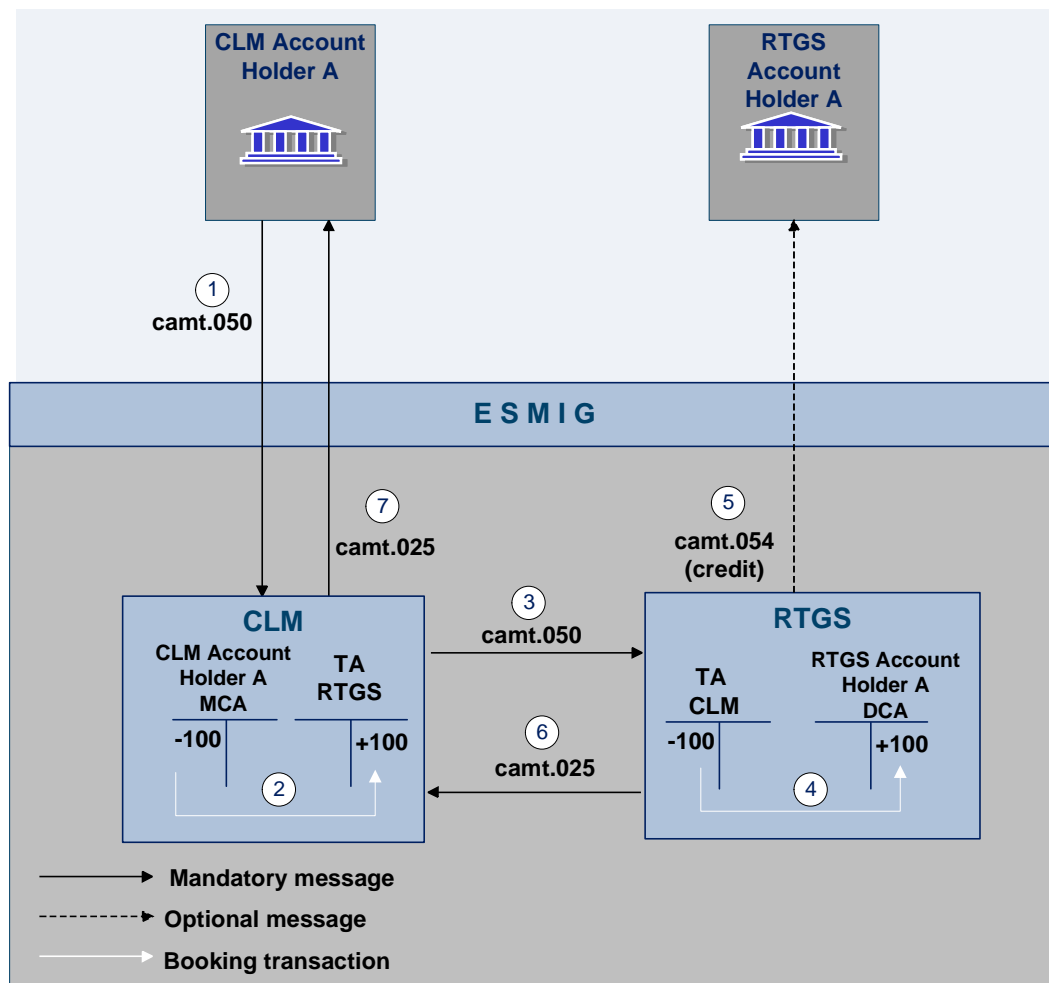 CLM Account
Holder A
RTGS
Account
Holder A
1
camt.050
E S M I G
7
camt.025
5
camt.054
(credit)
3
camt.050
CLM
CLM Account
Holder A
MCA
TA
RTGS
-100
+100
2
6
camt.025
RTGS
TA
CLM
RTGS Account
Holder A
DCA
-100
+100
4
Mandatory message
Optional message
Booking transaction